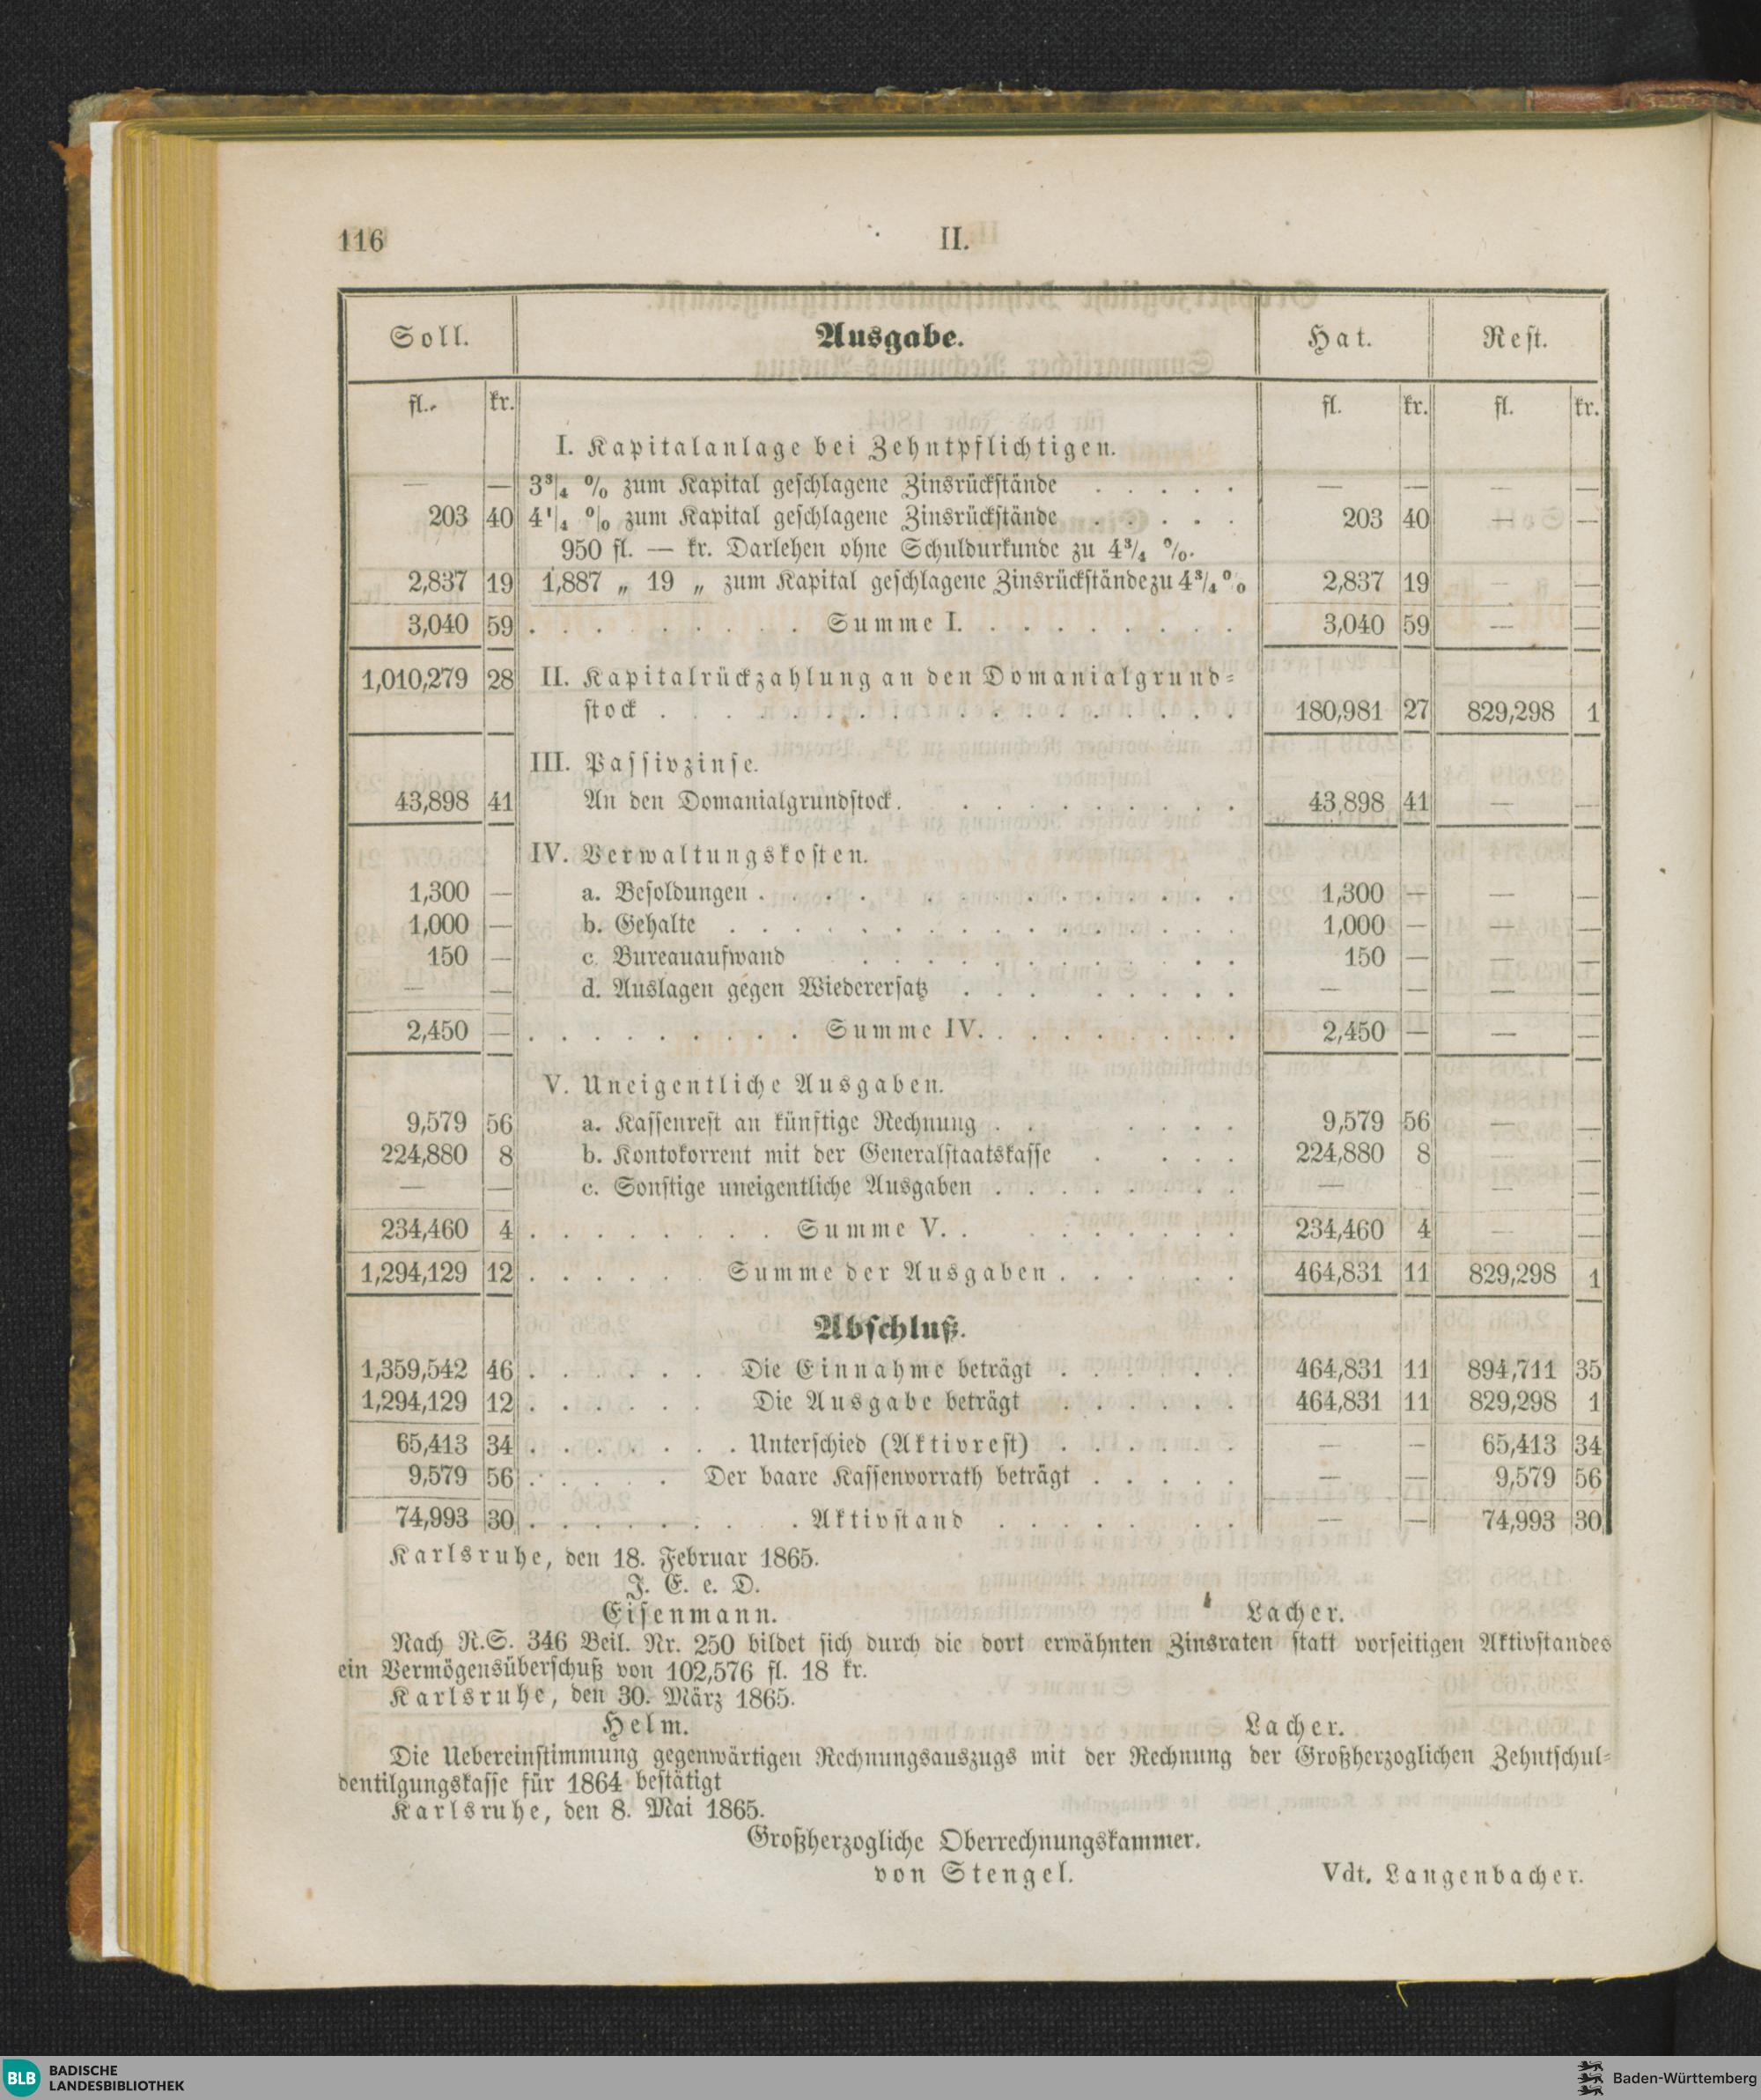 116 II.
Soll. Ausgabe. Hat. Rest.
fl. kr. fl. kr. fl. kr.
I. Kapitalanlage bei Zehntpflichtigen.
— — 3³/₄ % zum Kapital geschlagene Zinsrückstände . . . . . — — — —
203 40 4¹/₄ % zum Kapital geschlagene Zinsrückstände . . . . . 203 40 — —
950 fl. — kr. Darlehen ohne Schuldurkunde zu 4³/₄ %.
2,837 19 1,887 „ 19 „ zum Kapital geschlagene Zinsrückstände zu 4³/₄ % 2,837 19 — —
3,040 59 . . . . . . . . . Summe I. . . . . . . . . . 3,040 59 — —
1,010,279 28 II. Kapitalrückzahlung an den Domanialgrund-
stock . . . . . . . . . . . . . . . . . . 180,981 27 829,298 1
III. Passivzinse.
43,898 41 An den Domanialgrundstock . . . . . . . . . . 43,898 41 — —
IV. Verwaltungskosten.
1,300 — a. Besoldungen . . . . . . . . . . . . . . 1,300 — — —
1,000 — b. Gehalte . . . . . . . . . . . . . . . . 1,000 — — —
150 — c. Bureauaufwand . . . . . . . . . . . . 150 — — —
— — d. Auslagen gegen Wiederersatz . . . . . . . . . — — — —
2,450 — . . . . . . . . . Summe IV. . . . . . . . . 2,450 — — —
V. Uneigentliche Ausgaben.
9,579 56 a. Kassenrest an künftige Rechnung . . . . . . 9,579 56 — —
224,880 8 b. Kontokorrent mit der Generalstaatskasse . . . . 224,880 8 — —
— — c. Sonstige uneigentliche Ausgaben . . . . . . . . — — — —
234,460 4 . . . . . . . . Summe V. . . . . . . . . 234,460 4 — —
1,294,129 12 . . . . . . Summe der Ausgaben . . . . . . 464,831 11 829,298 1
Abschluß.
1,359,542 46 . . . . . . Die Einnahme beträgt . . . . . . 464,831 11 894,711 35
1,294,129 12 . . . . . . Die Ausgabe beträgt . . . . . . 464,831 11 829,298 1
65,413 34 . . . . . . . Unterschied (Aktivrest) . . . . . . — — 65,413 34
9,579 56 . . . . . Der baare Kassenvorrath beträgt . . . . . — — 9,579 56
74,993 30 . . . . . . . . . Aktivstand . . . . . . . . — — 74,993 30
Karlsruhe, den 18. Februar 1865.
J. E. e. D.
Eisenmann. Lacher.
Nach R.S. 346 Beil. Nr. 250 bildet sich durch die dort erwähnten Zinsraten statt vorseitigen Aktivstandes
ein Vermögensüberschuß von 102,576 fl. 18 kr.
Karlsruhe, den 30. März 1865.
Helm. Lacher.
Die Uebereinstimmung gegenwärtigen Rechnungsauszugs mit der Rechnung der Großherzoglichen Zehntschul-
dentilgungskasse für 1864 bestätigt
Karlsruhe, den 8. Mai 1865.
Großherzogliche Oberrechnungskammer.
von Stengel. Vdt. Langenbacher.
BLB BADISCHE
LANDESBIBLIOTHEK
Baden-Württemberg